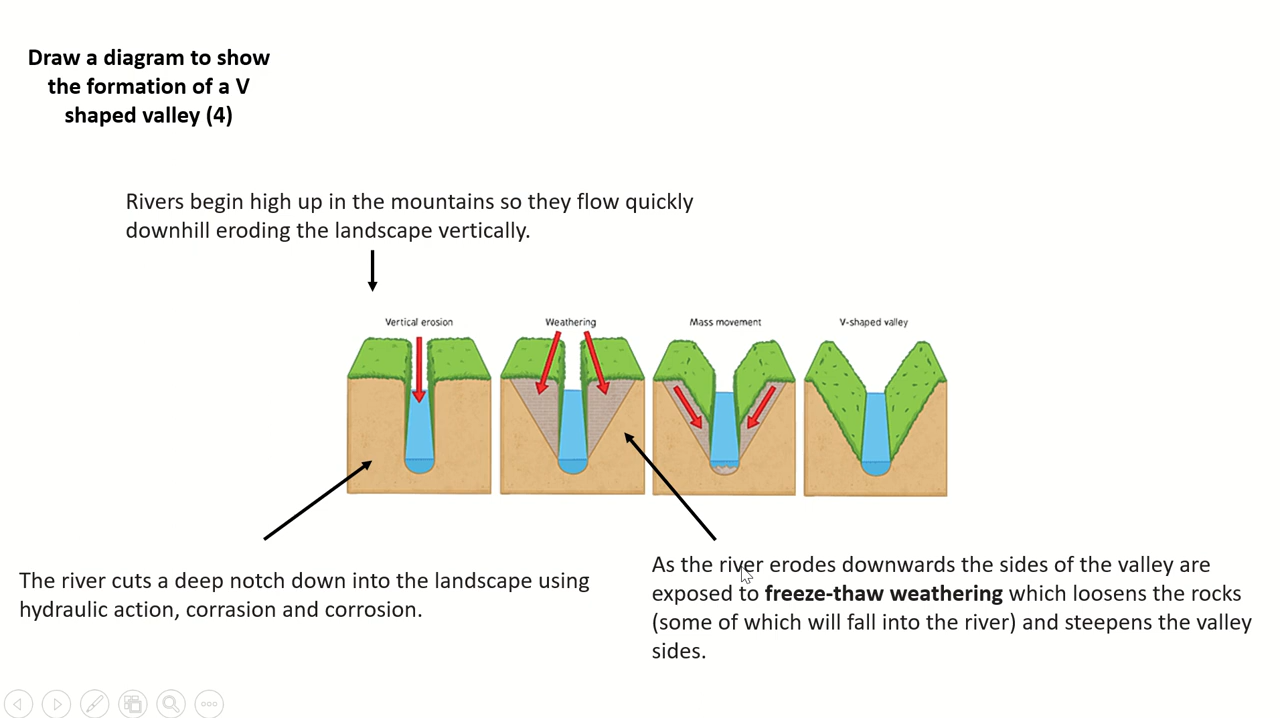 Draw a diagram to show
the formation of a V
shaped valley (4)
Rivers begin high up in the mountains so they flow quickly
downhill eroding the landscape vertically.
Vertical erosion
Weathering
Mass movement
V-shaped valley
The river cuts a deep notch down into the landscape using
hydraulic action, corrasion and corrosion.
As the river erodes downwards the sides of the valley are
exposed to freeze-thaw weathering which loosens the rocks
(some of which will fall into the river) and steepens the valley
sides.